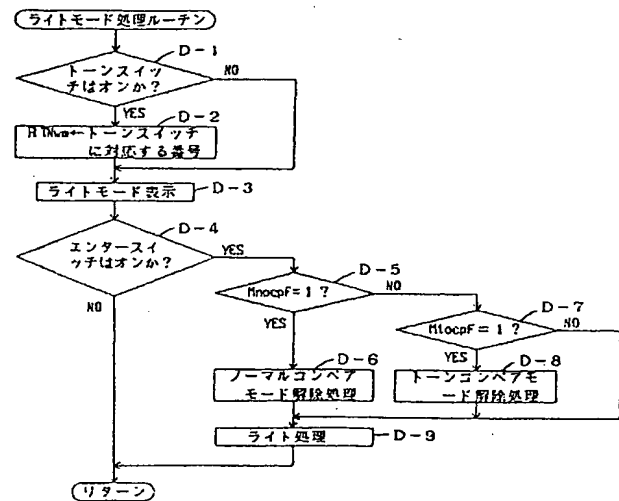 ライトモード処理ルーチン
D-1
トーンスイッ
チはオンか？
NO
YES
D-2
←トーンスイッチ
に対応する番号
ライトモード表示
D-3
D-4
エンタースイ
ッチはオンか？
YES
NO
D-5
MnocpF=1？
NO
YES
D-7
MtocpF=1？
NO
YES
D-6
ノーマルコンペア
モード解除処理
D-8
トーンコンペアモ
ード解除処理
ライト処理
D-9
リターン